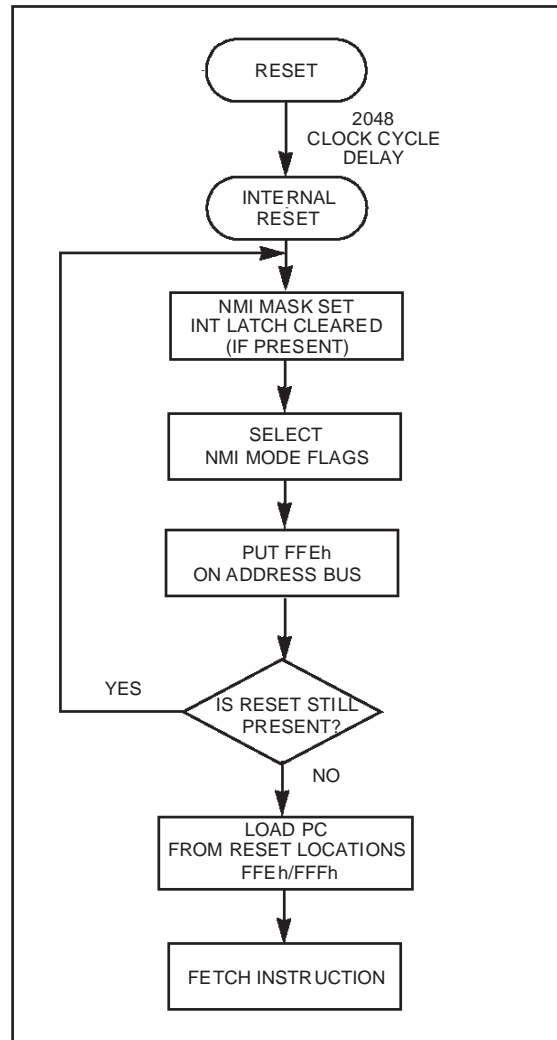 RESET
2048
CLOCK CYCLE
DELAY
INTERNAL
RESET
NMI MASK SET
INT LATCH CLEARED
(IF PRESENT)
SELECT
NMI MODE FLAGS
PUT FFEh
ON ADDRESS BUS
YES
IS RESET STILL
PRESENT?
NO
LOAD PC
FROM RESET LOCATIONS
FFEh/FFFh
FETCH INSTRUCTION